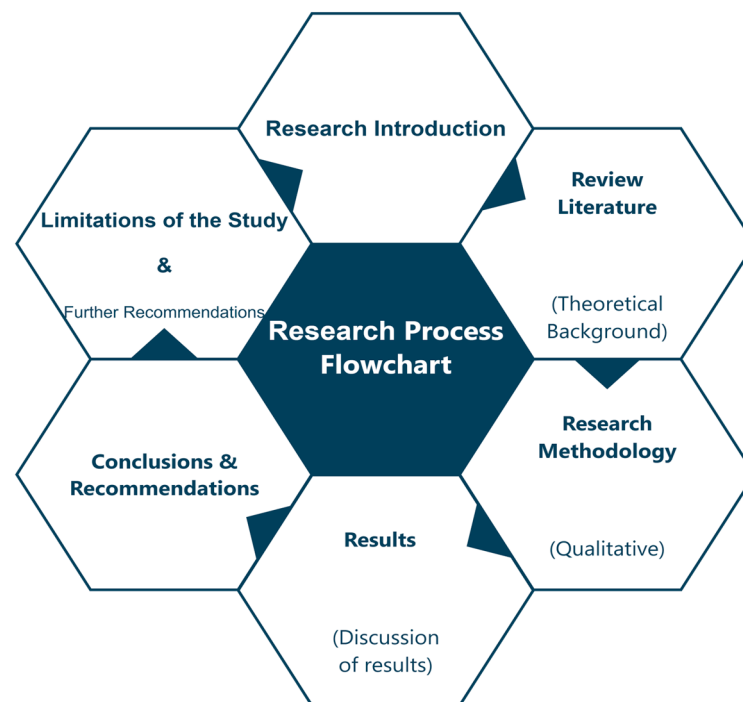 Research Introduction
Review
Literature
(Theoretical
Background)
Research
Methodology
(Qualitative)
Results
(Discussion
of results)
Conclusions &
Recommendations
Limitations of the Study
&
Further Recommendations
Research Process
Flowchart